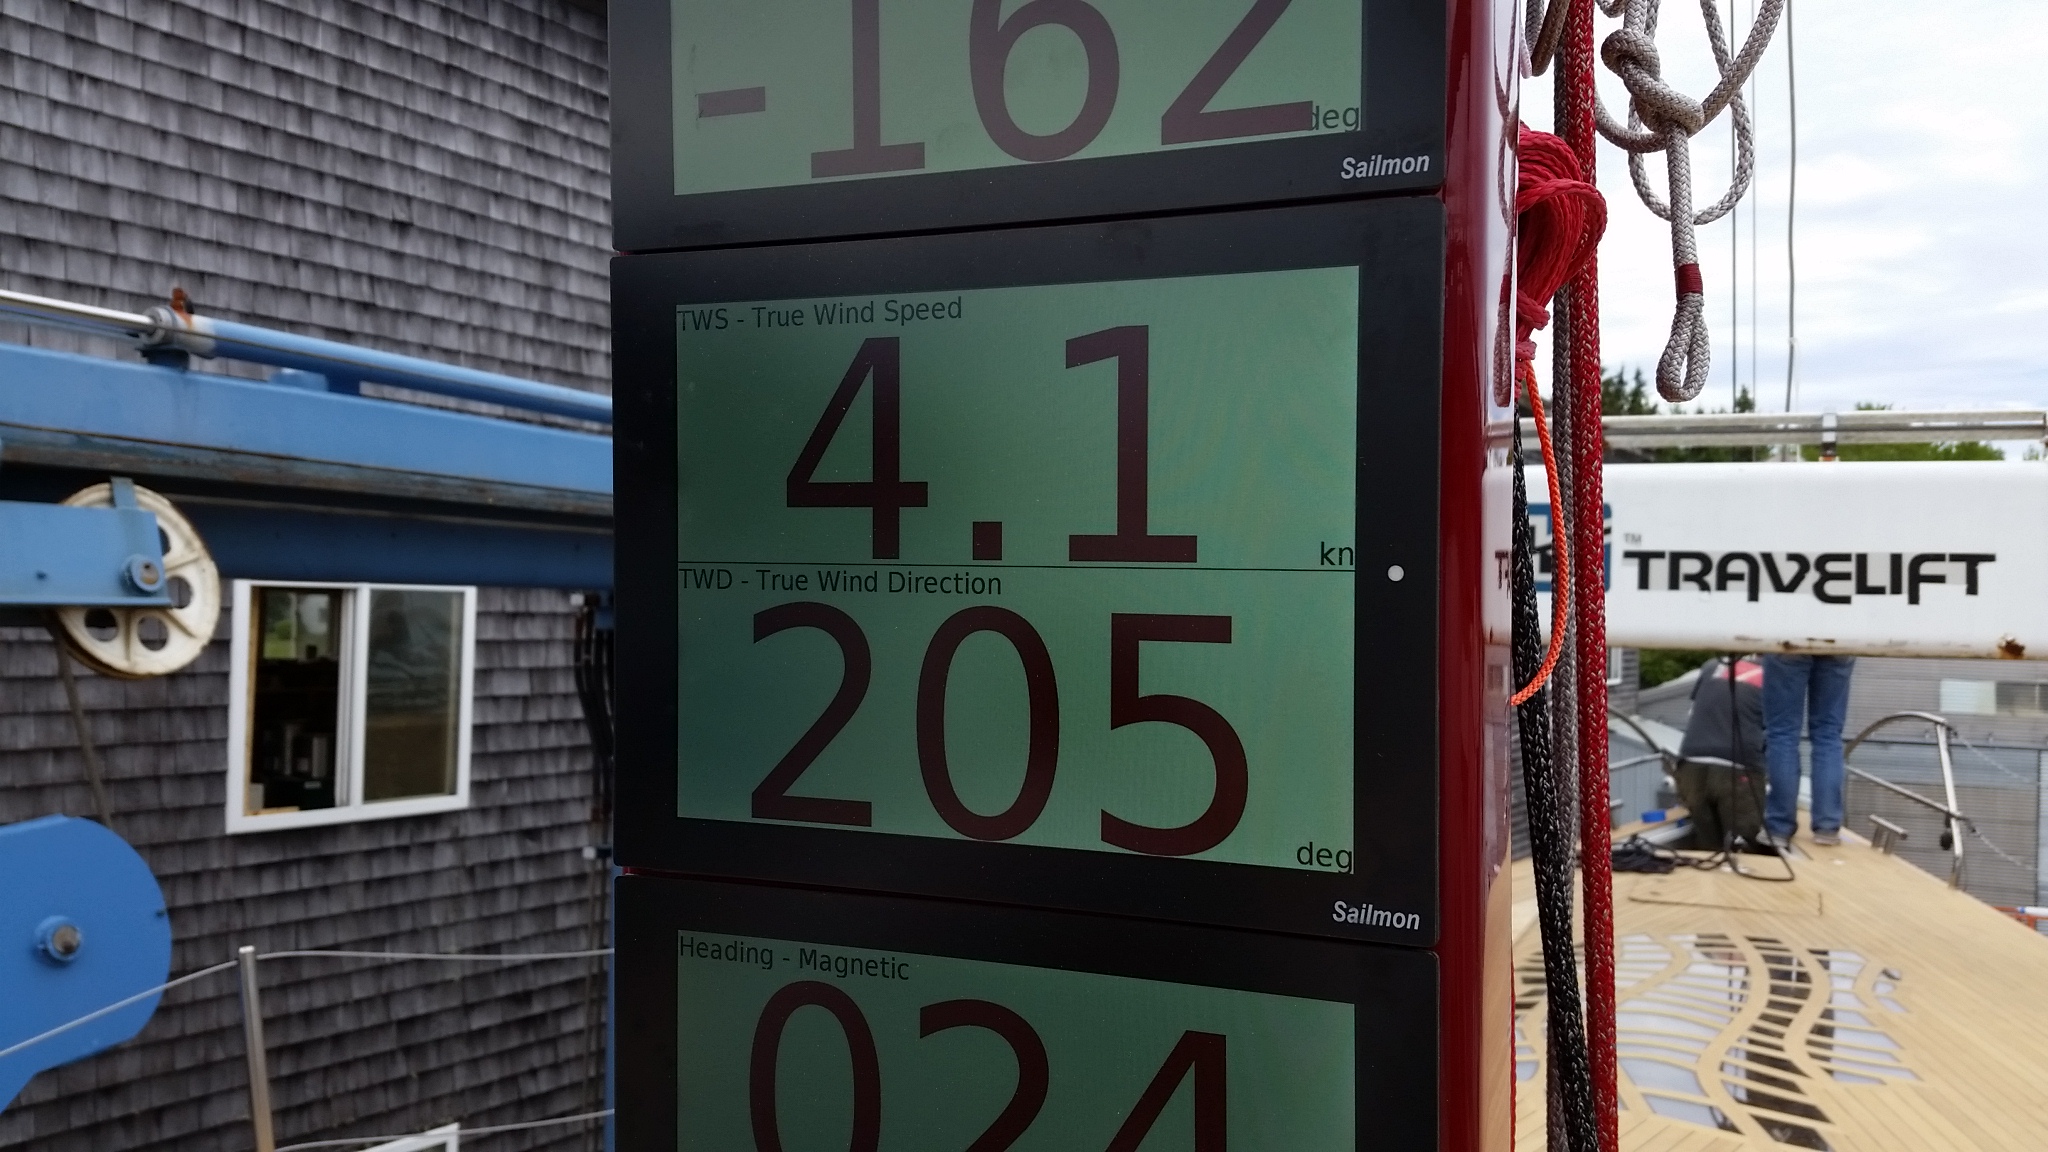 -162
deg
Sailmon
TWS - True Wind Speed
4.1
kn
TWD - True Wind Direction
205
deg
Sailmon
Heading - Magnetic
024
TM
TRAVELIFT